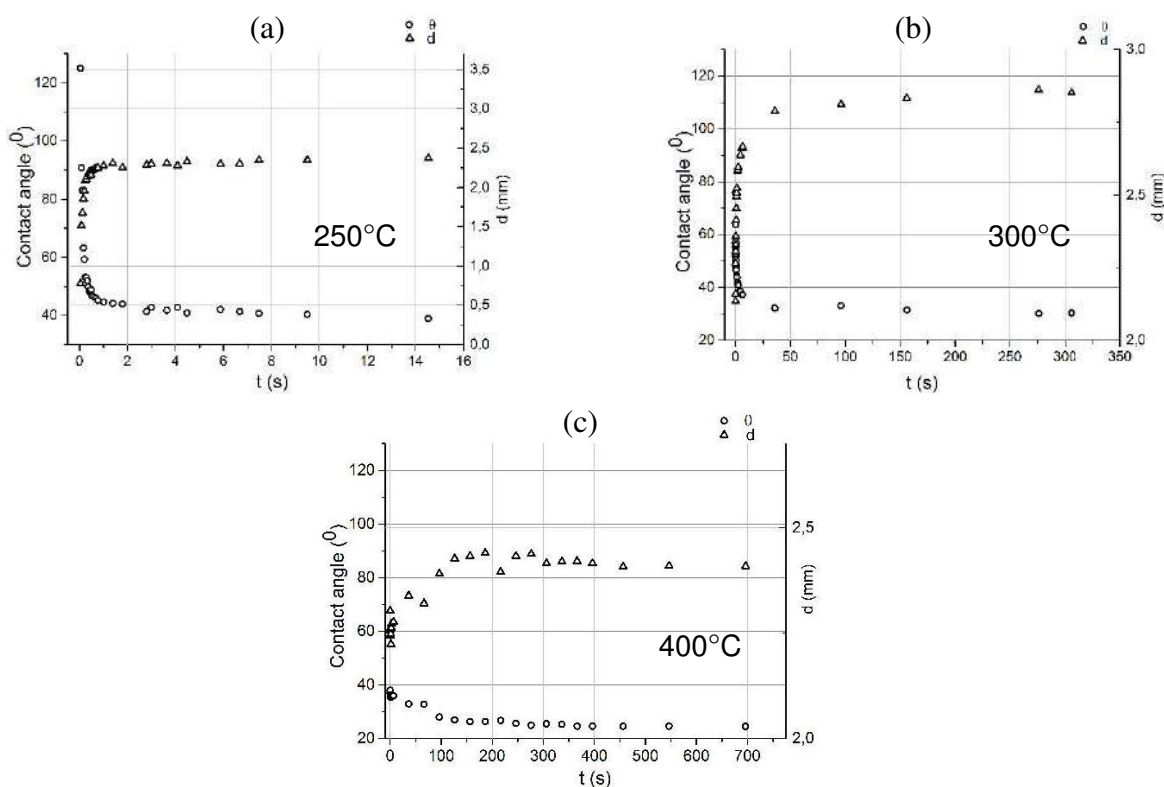 (a)
θ
d
120
100
80
60
40
Contact angle (⁰)
3,5
3,0
2,5
2,0
1,5
1,0
0,5
0,0
d (mm)
250°C
0 2 4 6 8 10 12 14 16
t (s)
(b)
θ
d
120
100
80
60
40
20
Contact angle (⁰)
3,0
2,5
2,0
d (mm)
300°C
0 50 100 150 200 250 300 350
t (s)
(c)
θ
d
120
100
80
60
40
20
Contact angle (⁰)
2,5
2,0
d (mm)
400°C
0 100 200 300 400 500 600 700
t (s)